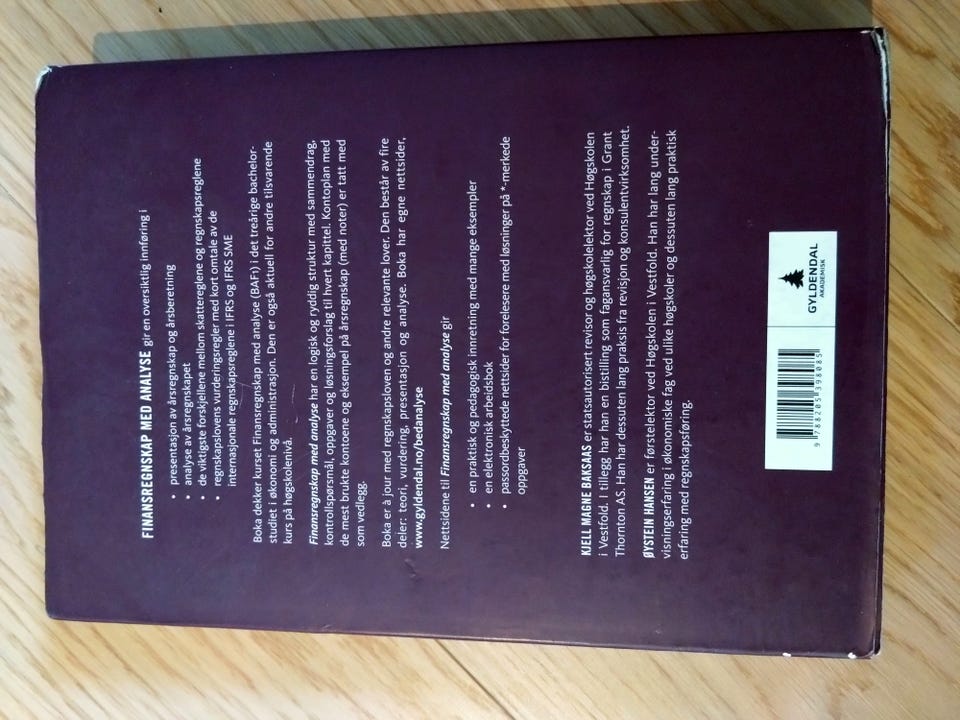 FINANSREGNSKAP MED ANALYSE gir en oversiktlig innføring i
• presentasjon av årsregnskap og årsberetning
• analyse av årsregnskapet
• de viktigste forskjellene mellom skattereglene og regnskapsreglene
• regnskapslovens vurderingsregler med kort omtale av de
internasjonale regnskapsreglene i IFRS og IFRS SME
Boka dekker kurset Finansregnskap med analyse (BAF1) i det treårige bachelor-
studiet i økonomi og administrasjon. Den er også aktuell for andre tilsvarende
kurs på høgskolenivå.
Finansregnskap med analyse har en logisk og ryddig struktur med sammendrag,
kontrollspørsmål, oppgaver og løsningsforslag til hvert kapittel. Kontoplan med
de mest brukte kontoene og eksempel på årsregnskap (med noter) er tatt med
som vedlegg.
Boka er à jour med regnskapsloven og andre relevante lover. Den består av fire
deler: teori, vurdering, presentasjon og analyse. Boka har egne nettsider,
www.gyldendal.no/bedanalyse
Nettsidene til Finansregnskap med analyse gir
• en praktisk og pedagogisk innretning med mange eksempler
• en elektronisk arbeidsbok
• passordbeskyttede nettsider for forelesere med løsninger på *-merkede
oppgaver
KJELL MAGNE BAKSAAS er statsautorisert revisor og høgskolelektor ved Høgskolen
i Vestfold. I tillegg har han en bistilling som fagansvarlig for regnskap i Grant
Thornton AS. Han har dessuten lang praksis fra revisjon og konsulentvirksomhet.
ØYSTEIN HANSEN er førstelektor ved Høgskolen i Vestfold. Han har lang under-
visningserfaring i økonomiske fag ved ulike høgskoler og dessuten lang praktisk
erfaring med regnskapsføring.
9 788205 398085
GYLDENDAL
AKADEMISK